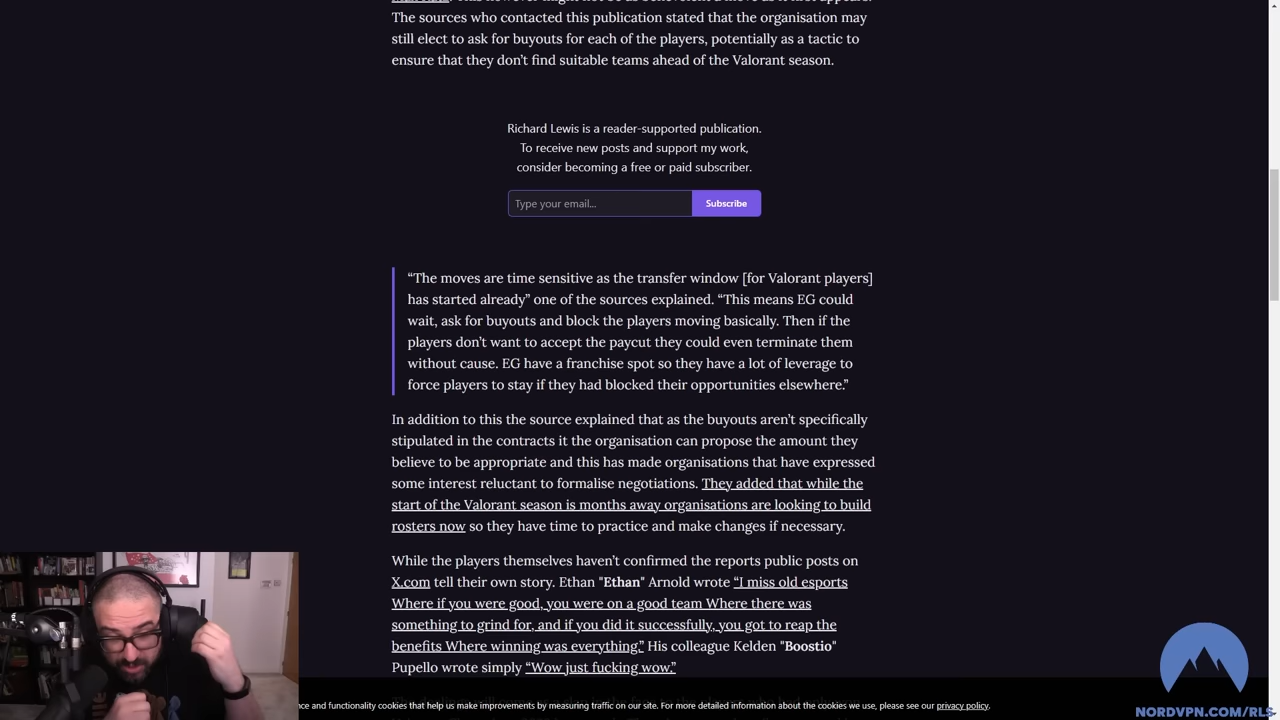 The sources who contacted this publication stated that the organisation may
still elect to ask for buyouts for each of the players, potentially as a tactic to
ensure that they don’t find suitable teams ahead of the Valorant season.
Richard Lewis is a reader-supported publication.
To receive new posts and support my work,
consider becoming a free or paid subscriber.
Type your email...
Subscribe
“The moves are time sensitive as the transfer window [for Valorant players]
has started already” one of the sources explained. “This means EG could
wait, ask for buyouts and block the players moving basically. Then if the
players don’t want to accept the paycut they could even terminate them
without cause. EG have a franchise spot so they have a lot of leverage to
force players to stay if they had blocked their opportunities elsewhere.”
In addition to this the source explained that as the buyouts aren’t specifically
stipulated in the contracts it the organisation can propose the amount they
believe to be appropriate and this has made organisations that have expressed
some interest reluctant to formalise negotiations. They added that while the
start of the Valorant season is months away organisations are looking to build
rosters now so they have time to practice and make changes if necessary.
While the players themselves haven’t confirmed the reports public posts on
X.com tell their own story. Ethan "Ethan" Arnold wrote “I miss old esports
Where if you were good, you were on a good team Where there was
something to grind for, and if you did it successfully, you got to reap the
benefits Where winning was everything.” His colleague Kelden "Boostio"
Pupello wrote simply “Wow just fucking wow.”
and functionality cookies that help us make improvements by measuring traffic on our site. For more detailed information about the cookies we use, please see our privacy policy.
NORDVPN.COM/RLS